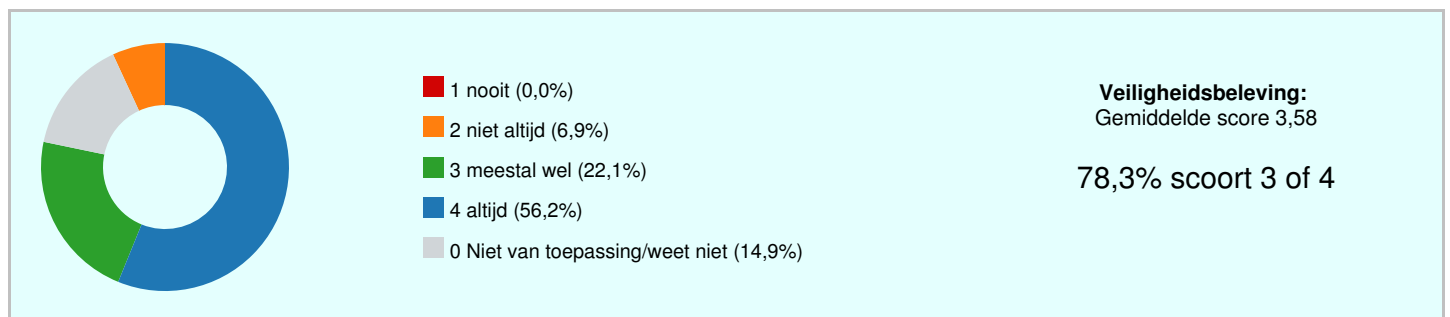 1 nooit (0,0%)
2 niet altijd (6,9%)
3 meestal wel (22,1%)
4 altijd (56,2%)
0 Niet van toepassing/weet niet (14,9%)
Veiligheidsbeleving:
Gemiddelde score 3,58
78,3% scoort 3 of 4